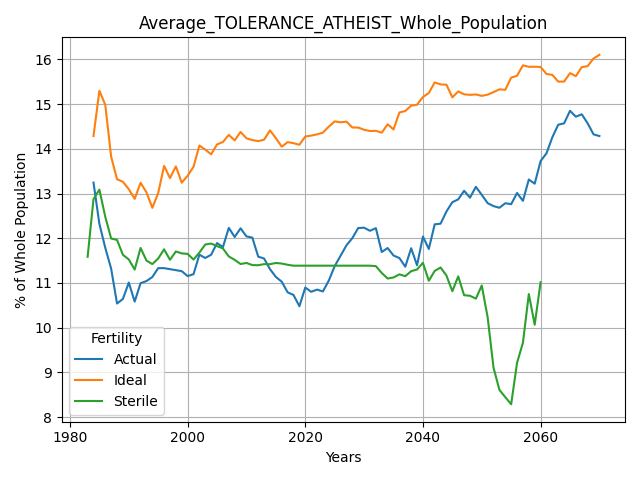 Average_TOLERANCE_ATHEIST_Whole_Population
16
15
14
13
12
11
10
9
8
% of Whole Population
Fertility
Actual
Ideal
Sterile
1980
2000
2020
2040
2060
Years